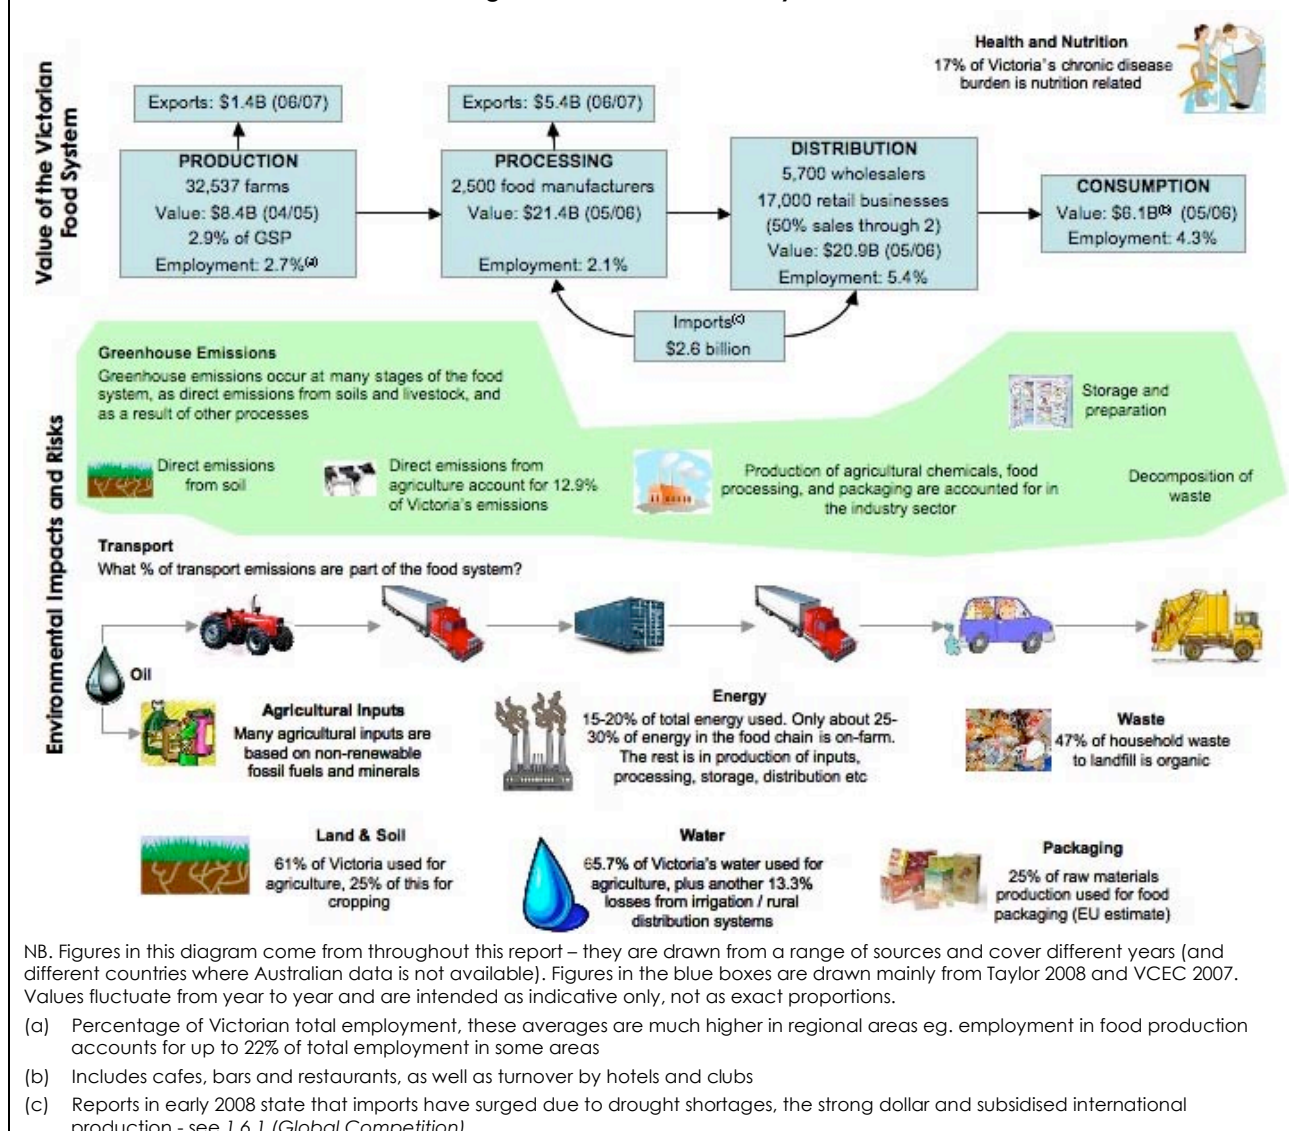 Health and Nutrition
17% of Victoria's chronic disease
burden is nutrition related
Value of the Victorian
Food System
Exports: $1.4B (06/07)
Exports: $5.4B (06/07)
PRODUCTION
32,537 farms
Value: $8.4B (04/05)
2.9% of GSP
Employment: 2.7%(a)
PROCESSING
2,500 food manufacturers
Value: $21.4B (05/06)
Employment: 2.1%
DISTRIBUTION
5,700 wholesalers
17,000 retail businesses
(50% sales through 2)
Value: $20.9B (05/06)
Employment: 5.4%
CONSUMPTION
Value: $6.1B(b) (05/06)
Employment: 4.3%
Imports(c)
$2.6 billion
Environmental Impacts and Risks
Greenhouse Emissions
Greenhouse emissions occur at many stages of the food
system, as direct emissions from soils and livestock, and
as a result of other processes
Storage and
preparation
Direct emissions
from soil
Direct emissions from
agriculture account for 12.9%
of Victoria's emissions
Production of agricultural chemicals, food
processing, and packaging are accounted for in
the industry sector
Decomposition of
waste
Transport
What % of transport emissions are part of the food system?
Oil
Agricultural Inputs
Many agricultural inputs are
based on non-renewable
fossil fuels and minerals
Energy
15-20% of total energy used. Only about 25-
30% of energy in the food chain is on-farm.
The rest is in production of inputs,
processing, storage, distribution etc
Waste
47% of household waste
to landfill is organic
Land & Soil
61% of Victoria used for
agriculture, 25% of this for
cropping
Water
65.7% of Victoria's water used for
agriculture, plus another 13.3%
losses from irrigation / rural
distribution systems
Packaging
25% of raw materials
production used for food
packaging (EU estimate)
NB. Figures in this diagram come from throughout this report – they are drawn from a range of sources and cover different years (and
different countries where Australian data is not available). Figures in the blue boxes are drawn mainly from Taylor 2008 and VCEC 2007.
Values fluctuate from year to year and are intended as indicative only, not as exact proportions.
(a) Percentage of Victorian total employment, these averages are much higher in regional areas eg. employment in food production
accounts for up to 22% of total employment in some areas
(b) Includes cafes, bars and restaurants, as well as turnover by hotels and clubs
(c) Reports in early 2008 state that imports have surged due to drought shortages, the strong dollar and subsidised international
production - see 1.6.1 (Global Competition)